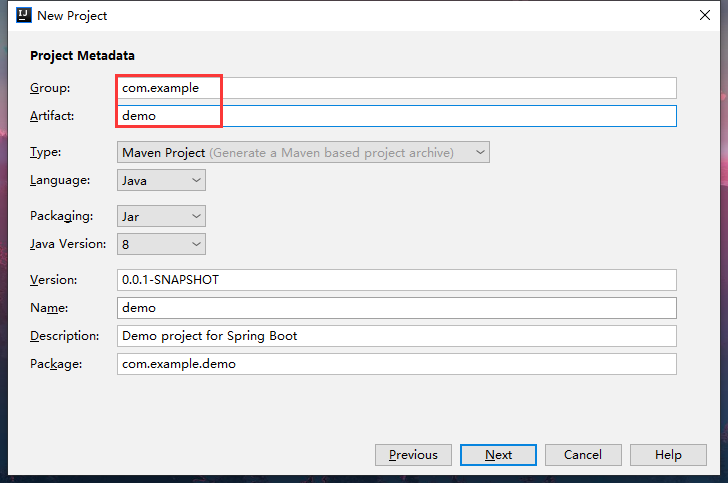 IJ New Project
Project Metadata
Group: com.example
Artifact: demo
Type: Maven Project (Generate a Maven based project archive)
Language: Java
Packaging: Jar
Java Version: 8
Version: 0.0.1-SNAPSHOT
Name: demo
Description: Demo project for Spring Boot
Package: com.example.demo
Previous Next Cancel Help